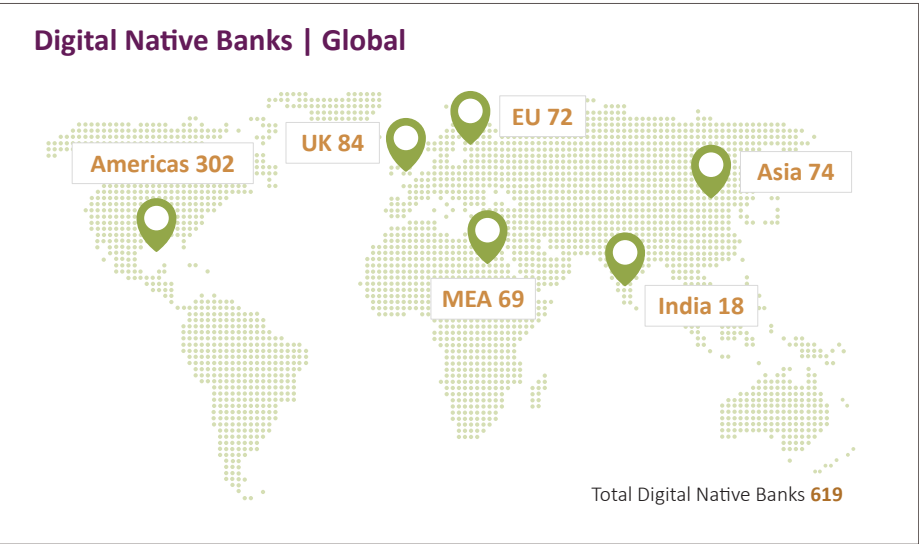 Digital Native Banks | Global
EU 72
UK 84
Americas 302
Asia 74
MEA 69
India 18
Total Digital Native Banks 619